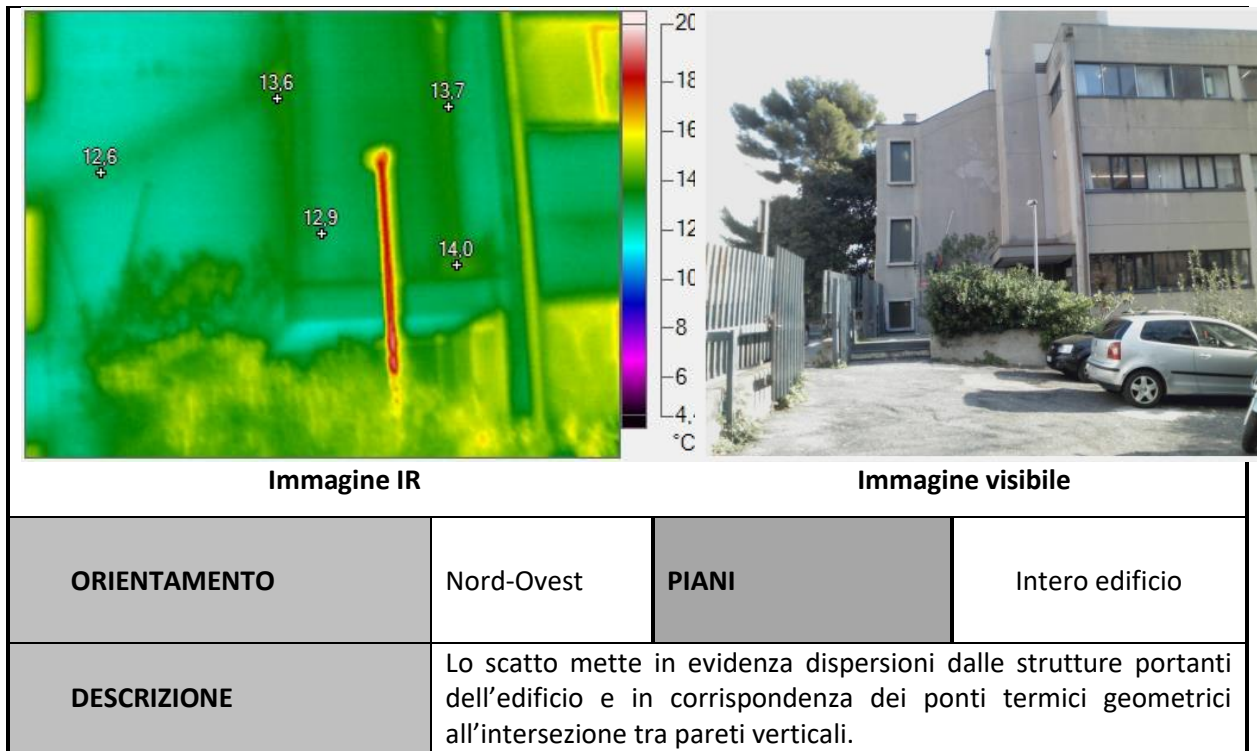 20
18
13,6
13,7
16
12,6
14
12,9
12
14,0
10
8
6
4,
°C
Immagine IR Immagine visibile
ORIENTAMENTO Nord-Ovest PIANI Intero edificio
DESCRIZIONE
Lo scatto mette in evidenza dispersioni dalle strutture portanti
dell’edificio e in corrispondenza dei ponti termici geometrici
all’intersezione tra pareti verticali.